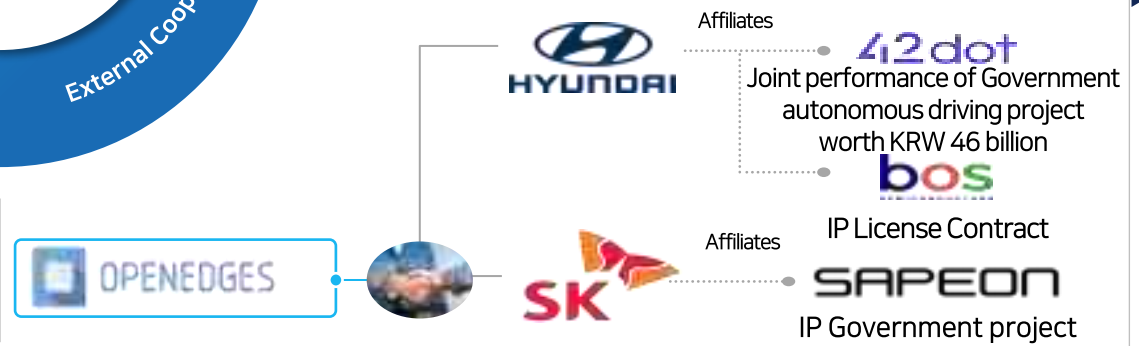 External Coop
Affiliates
HYUNDAI
42dot
Joint performance of Government
autonomous driving project
worth KRW 46 billion
bos
IP License Contract
OPENEDGES
Affiliates
SK
SAPEON
IP Government project